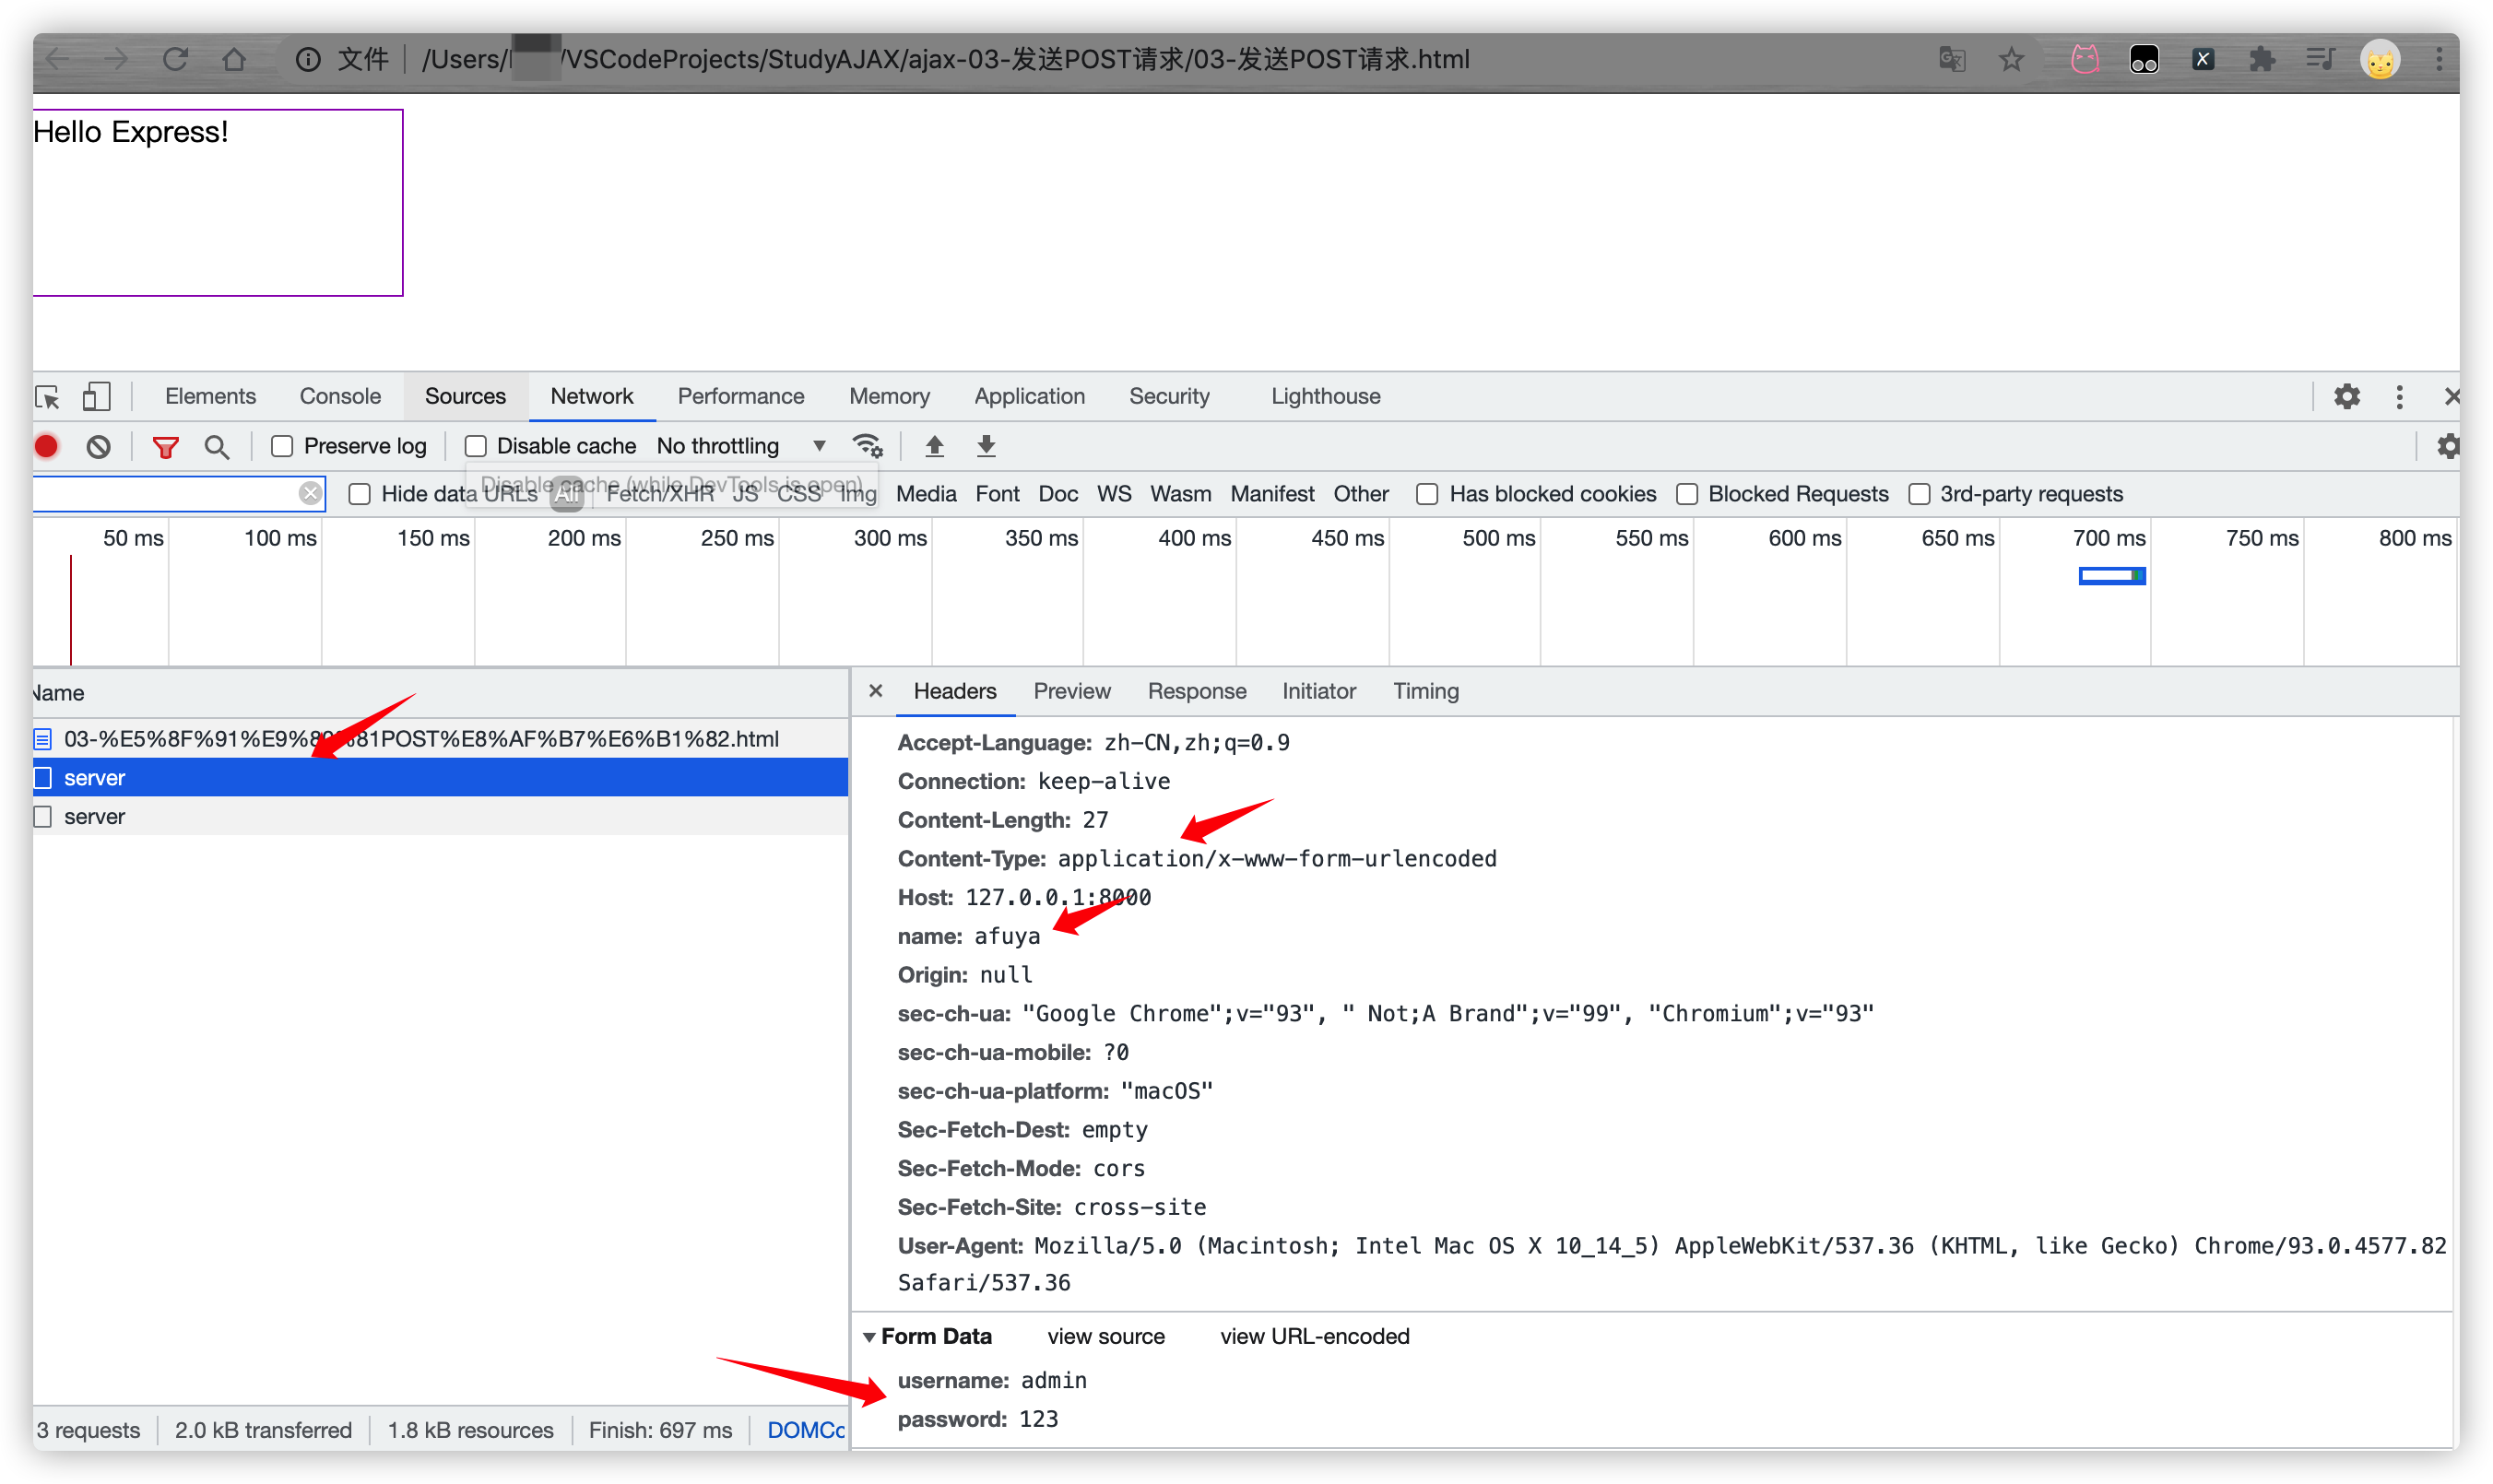 文件 /Users/ /VSCodeProjects/StudyAJAX/ajax-03-发送POST请求/03-发送POST请求.html
Hello Express!
Elements Console Sources Network Performance Memory Application Security Lighthouse
Preserve log Disable cache No throttling
Disable cache (while DevTools is open)
Hide data URLs All Fetch/XHR JS CSS Img Media Font Doc WS Wasm Manifest Other Has blocked cookies Blocked Requests 3rd-party requests
50 ms 100 ms 150 ms 200 ms 250 ms 300 ms 350 ms 400 ms 450 ms 500 ms 550 ms 600 ms 650 ms 700 ms 750 ms 800 ms
Name
03-%E5%8F%91%E9%80%81POST%E8%AF%B7%E6%B1%82.html
server
server
3 requests 2.0 kB transferred 1.8 kB resources Finish: 697 ms DOMCo
Headers Preview Response Initiator Timing
Accept-Language: zh-CN,zh;q=0.9
Connection: keep-alive
Content-Length: 27
Content-Type: application/x-www-form-urlencoded
Host: 127.0.0.1:8000
name: afuya
Origin: null
sec-ch-ua: "Google Chrome";v="93", " Not;A Brand";v="99", "Chromium";v="93"
sec-ch-ua-mobile: ?0
sec-ch-ua-platform: "macOS"
Sec-Fetch-Dest: empty
Sec-Fetch-Mode: cors
Sec-Fetch-Site: cross-site
User-Agent: Mozilla/5.0 (Macintosh; Intel Mac OS X 10_14_5) AppleWebKit/537.36 (KHTML, like Gecko) Chrome/93.0.4577.82
Safari/537.36
Form Data view source view URL-encoded
username: admin
password: 123